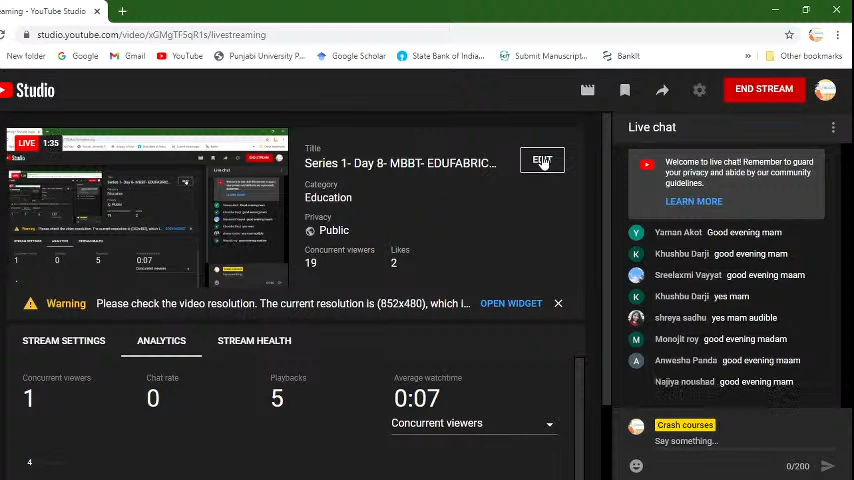 eaming - YouTube Studio
studio.youtube.com/video/xGMgTF5qR1s/livestreaming
New folder Google Gmail YouTube Punjabi University P... Google Scholar State Bank of India... Submit Manuscript... BankIt » Other bookmarks
Studio
END STREAM
LIVE 1:35
Title
Series 1- Day 8- MBBT- EDUFABRIC...
EDIT
Category
Education
Privacy
Public
Concurrent viewers Likes
19 2
Warning Please check the video resolution. The current resolution is (852x480), which i... OPEN WIDGET
STREAM SETTINGS ANALYTICS STREAM HEALTH
Concurrent viewers Chat rate Playbacks Average watchtime
1 0 5 0:07
Concurrent viewers
4
Live chat
Welcome to live chat! Remember to guard
your privacy and abide by our community
guidelines.
LEARN MORE
Y Yaman Akot good evening mam
K Khushbu Darji good evening mam
Sreelaxmi Vayyat good evening maam
K Khushbu Darji yes mam
shreya sadhu yes mam audible
M Monojit roy good evening madam
A Anwesha Panda good evening maam
Najiya noushad good evening mam
Crash courses
Say something...
0/200